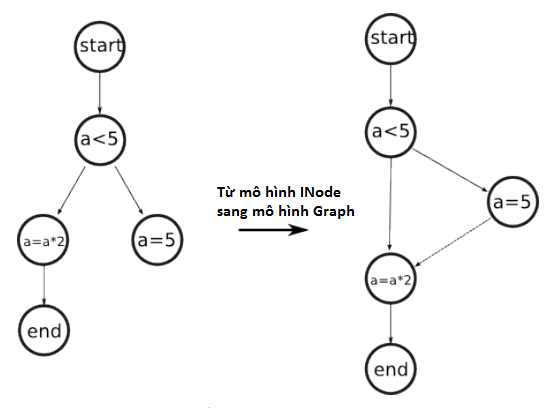 start
a<5
a=a*2
a=5
end
Từ mô hình INode
sang mô hình Graph
start
a<5
a=5
a=a*2
end